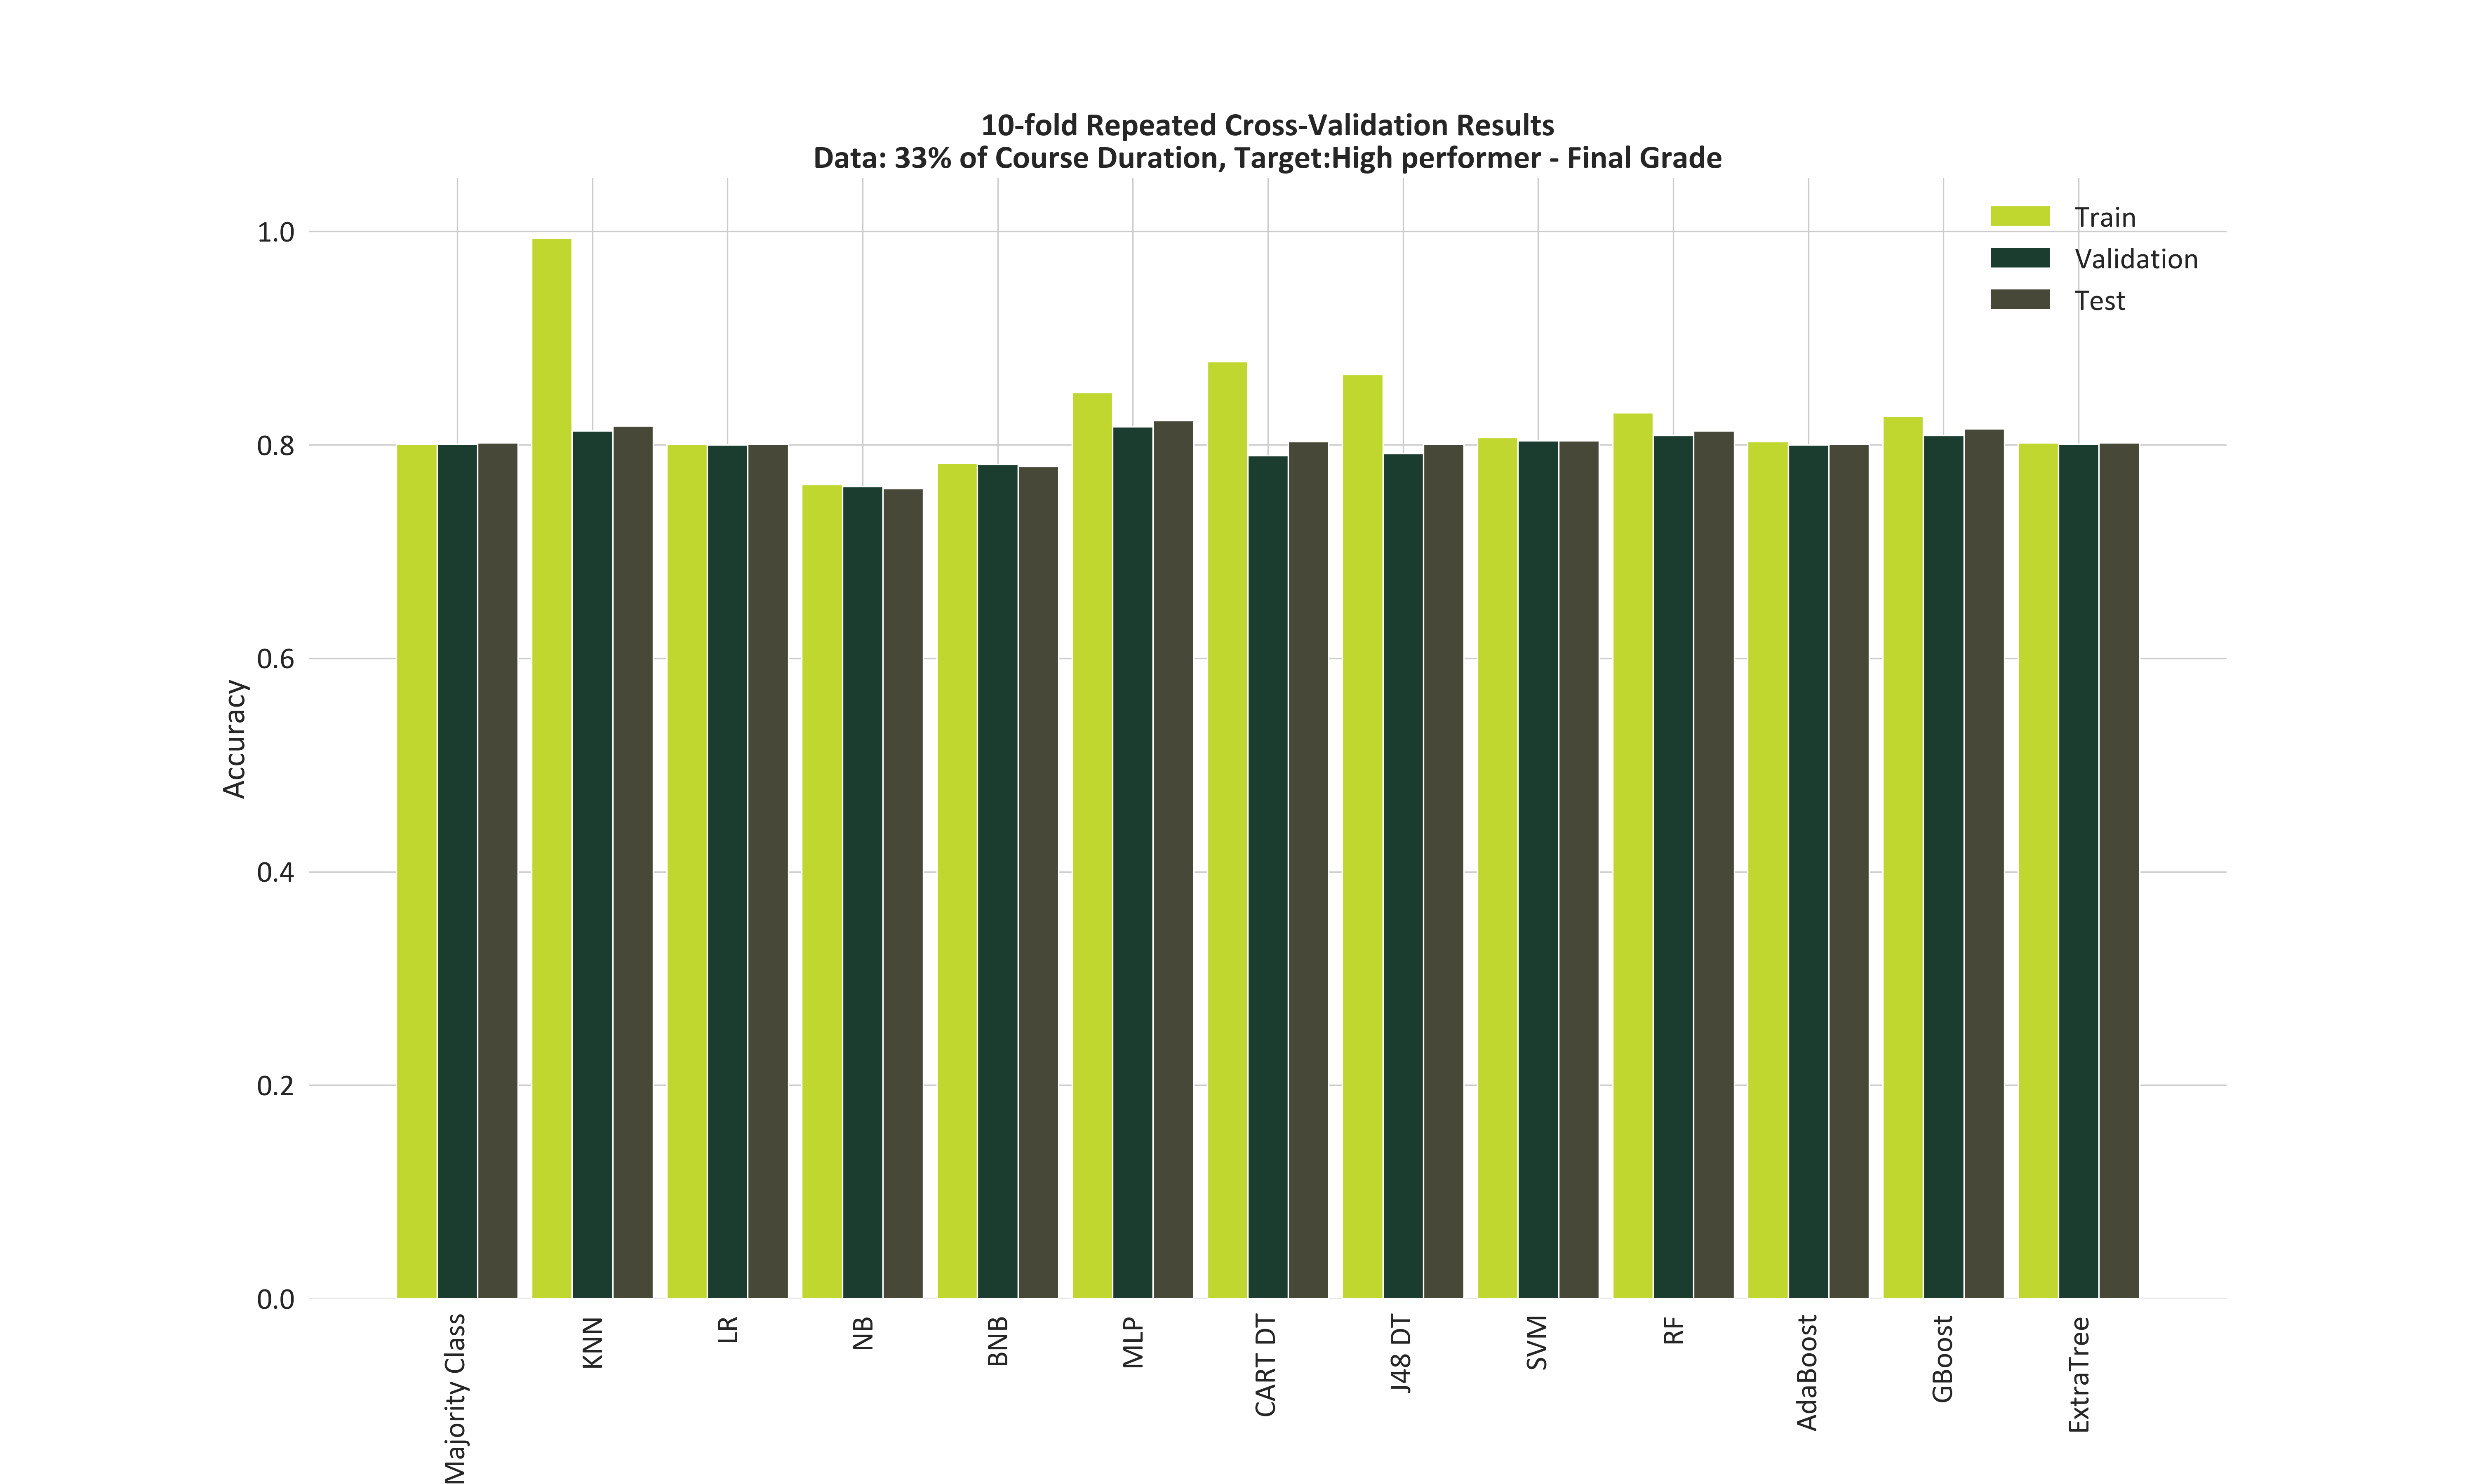 10-fold Repeated Cross-Validation Results
Data: 33% of Course Duration, Target:High performer - Final Grade
Train
Validation
Test
1.0
0.8
0.6
0.4
0.2
0.0
Accuracy
Majority Class
KNN
LR
NB
BNB
MLP
CART DT
J48 DT
SVM
RF
AdaBoost
GBoost
ExtraTree